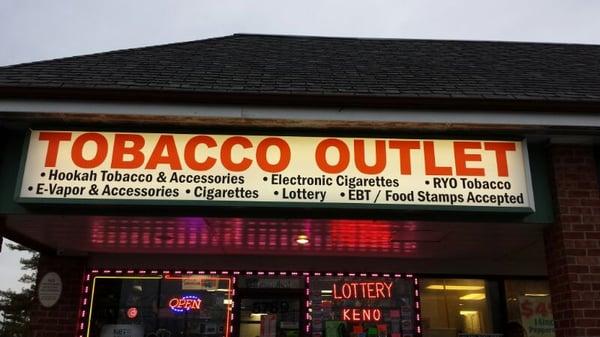 TOBACCO OUTLET
• Hookah Tobacco & Accessories • Electronic Cigarettes • RYO Tobacco
• E-Vapor & Accessories • Cigarettes • Lottery • EBT / Food Stamps Accepted
OPEN
LOTTERY
KENO